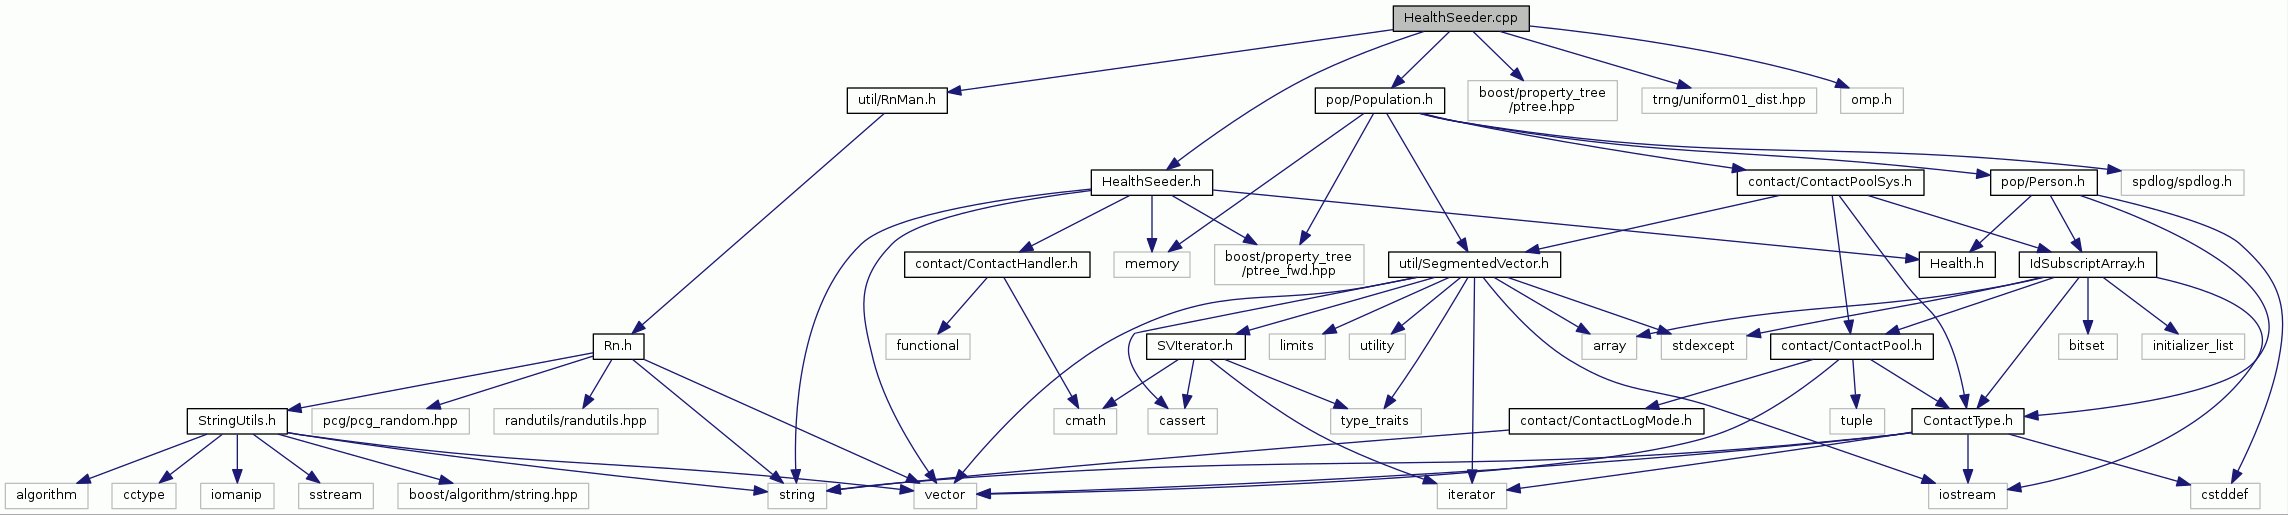 HealthSeeder.cpp
util/RnMan.h
pop/Population.h
boost/property_tree
/ptree.hpp
trng/uniform01_dist.hpp
omp.h
HealthSeeder.h
contact/ContactPoolSys.h
pop/Person.h
spdlog/spdlog.h
contact/ContactHandler.h
memory
boost/property_tree
/ptree_fwd.hpp
util/SegmentedVector.h
Health.h
IdSubscriptArray.h
Rn.h
functional
SVIterator.h
limits
utility
array
stdexcept
contact/ContactPool.h
bitset
initializer_list
StringUtils.h
pcg/pcg_random.hpp
randutils/randutils.hpp
cmath
cassert
type_traits
contact/ContactLogMode.h
tuple
ContactType.h
algorithm
cctype
iomanip
sstream
boost/algorithm/string.hpp
string
vector
iterator
iostream
cstddef